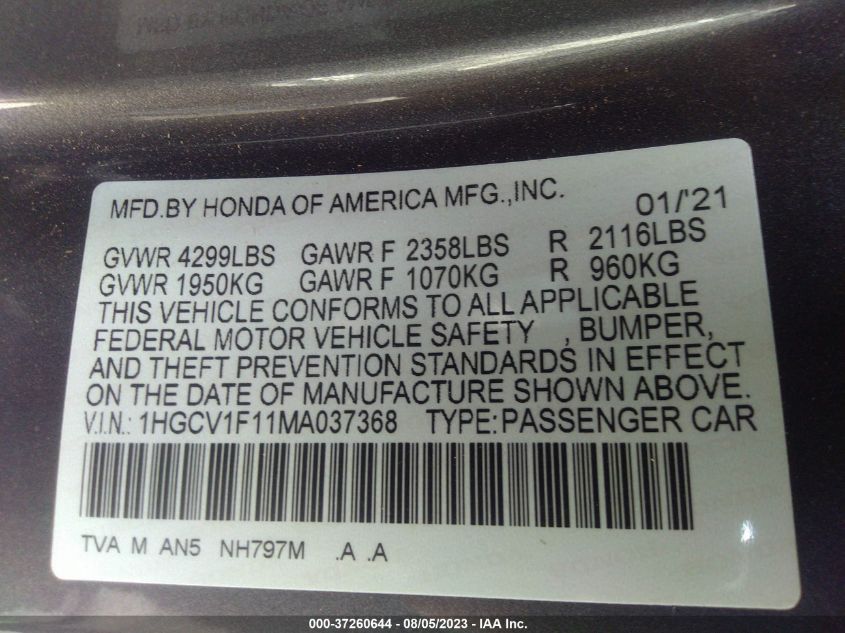 MFD.BY HONDA OF AMERICA MFG.,INC. 01/'21
GVWR 4299LBS GAWR F 2358LBS R 2116LBS
GVWR 1950KG GAWR F 1070KG R 960KG
THIS VEHICLE CONFORMS TO ALL APPLICABLE
FEDERAL MOTOR VEHICLE SAFETY , BUMPER,
AND THEFT PREVENTION STANDARDS IN EFFECT
ON THE DATE OF MANUFACTURE SHOWN ABOVE.
V.I.N.: 1HGCV1F11MA037368 TYPE:PASSENGER CAR
TVA M AN5 NH797M .A .A
000-37260644 - 08/05/2023 - IAA Inc.